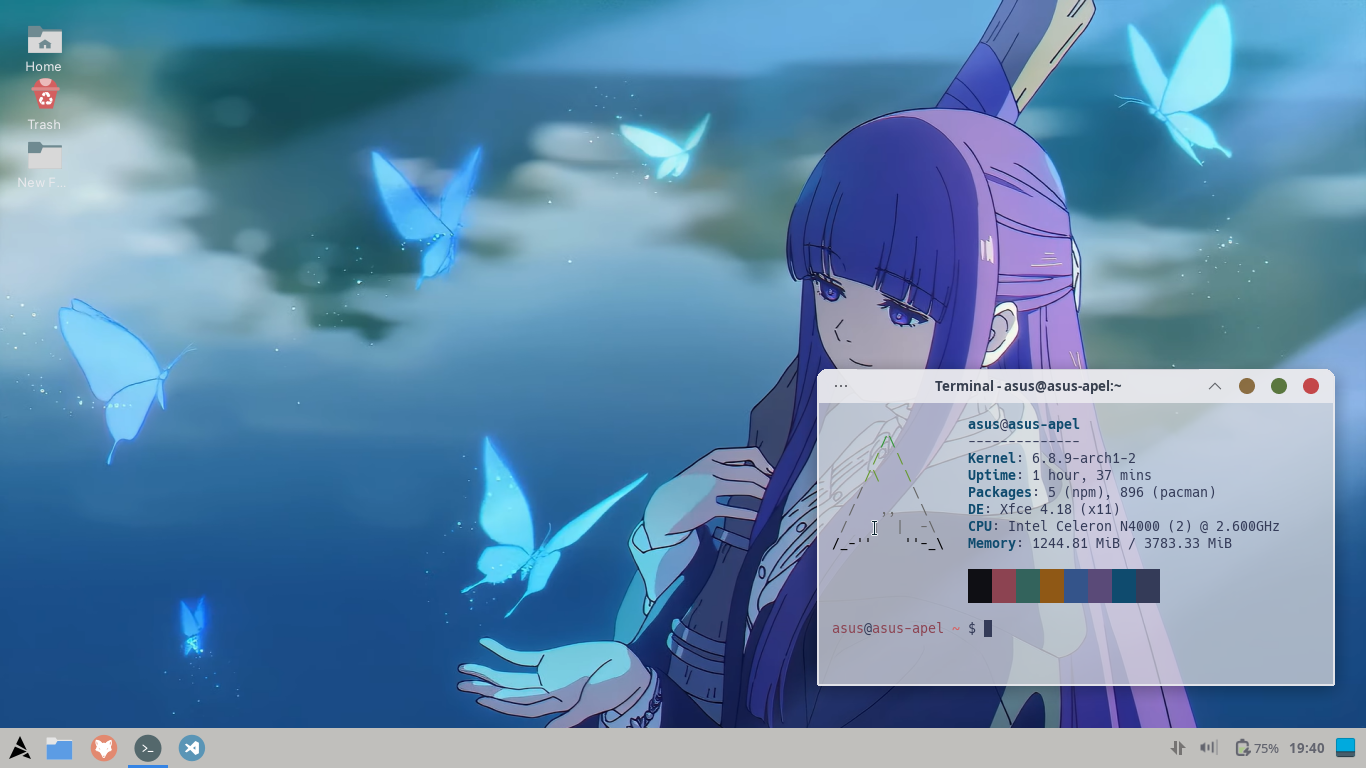 Home
Trash
New F...
Terminal - asus@asus-apel:~
asus@asus-apel
--------------
Kernel: 6.8.9-arch1-2
Uptime: 1 hour, 37 mins
Packages: 5 (npm), 896 (pacman)
DE: Xfce 4.18 (x11)
CPU: Intel Celeron N4000 (2) @ 2.600GHz
Memory: 1244.81 MiB / 3783.33 MiB
asus@asus-apel ~ $
75% 19:40